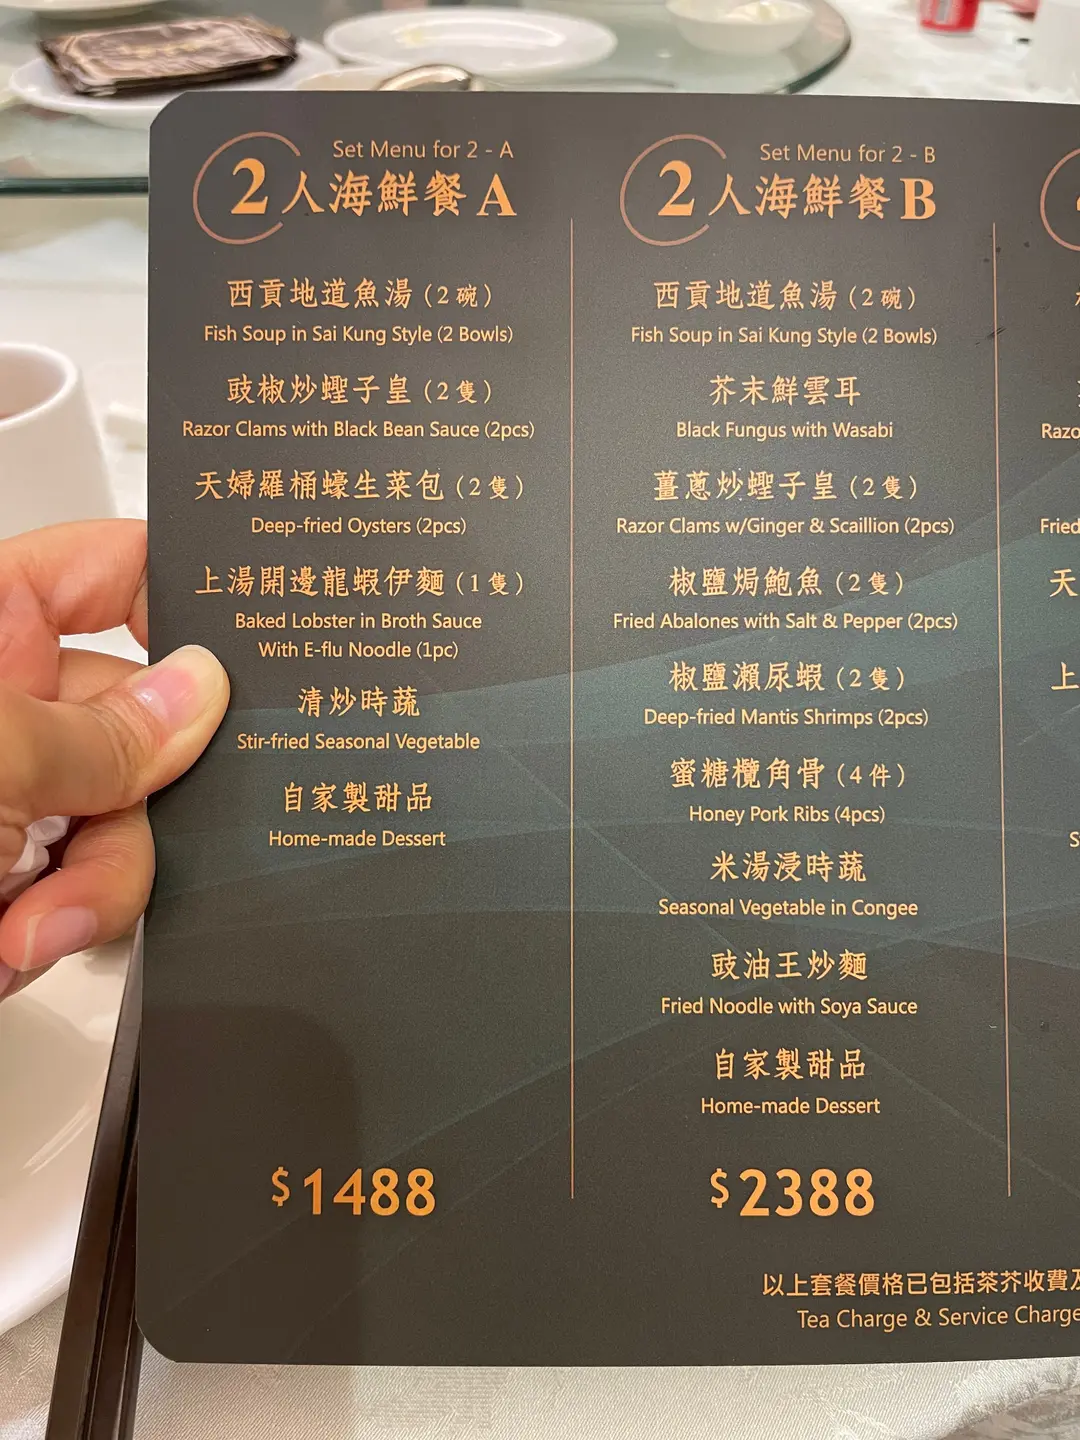 Set Menu for 2 - A
2人海鮮餐A
西貢地道魚湯(2碗)
Fish Soup in Sai Kung Style (2 Bowls)
豉椒炒蟶子皇(2隻)
Razor Clams with Black Bean Sauce (2pcs)
天婦羅桶蠔生菜包(2隻)
Deep-fried Oysters (2pcs)
上湯開邊龍蝦伊麵(1隻)
Baked Lobster in Broth Sauce
With E-flu Noodle (1pc)
清炒時蔬
Stir-fried Seasonal Vegetable
自家製甜品
Home-made Dessert
$1488
Set Menu for 2 - B
2人海鮮餐B
西貢地道魚湯(2碗)
Fish Soup in Sai Kung Style (2 Bowls)
芥末鮮雲耳
Black Fungus with Wasabi
薑蔥炒蟶子皇(2隻)
Razor Clams w/Ginger & Scaillion (2pcs)
椒鹽焗鮑魚(2隻)
Fried Abalones with Salt & Pepper (2pcs)
椒鹽瀨尿蝦(2隻)
Deep-fried Mantis Shrimps (2pcs)
蜜糖欖角骨(4件)
Honey Pork Ribs (4pcs)
米湯浸時蔬
Seasonal Vegetable in Congee
豉油王炒麵
Fried Noodle with Soya Sauce
自家製甜品
Home-made Dessert
$2388
Razo
Fried
天
上
S
以上套餐價格已包括茶芥收費及
Tea Charge & Service Charge